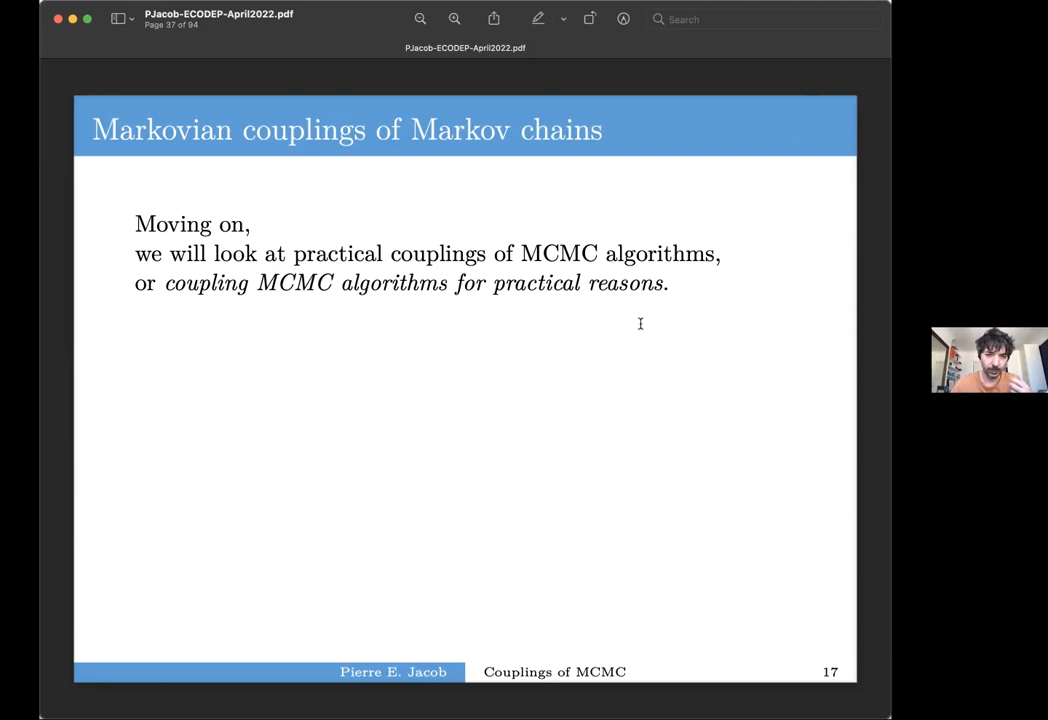 PJacob-ECODEP-April2022.pdf
Page 37 of 94
Search
PJacob-ECODEP-April2022.pdf
Markovian couplings of Markov chains
Moving on,
we will look at practical couplings of MCMC algorithms,
or coupling MCMC algorithms for practical reasons.
Pierre E. Jacob
Couplings of MCMC
17